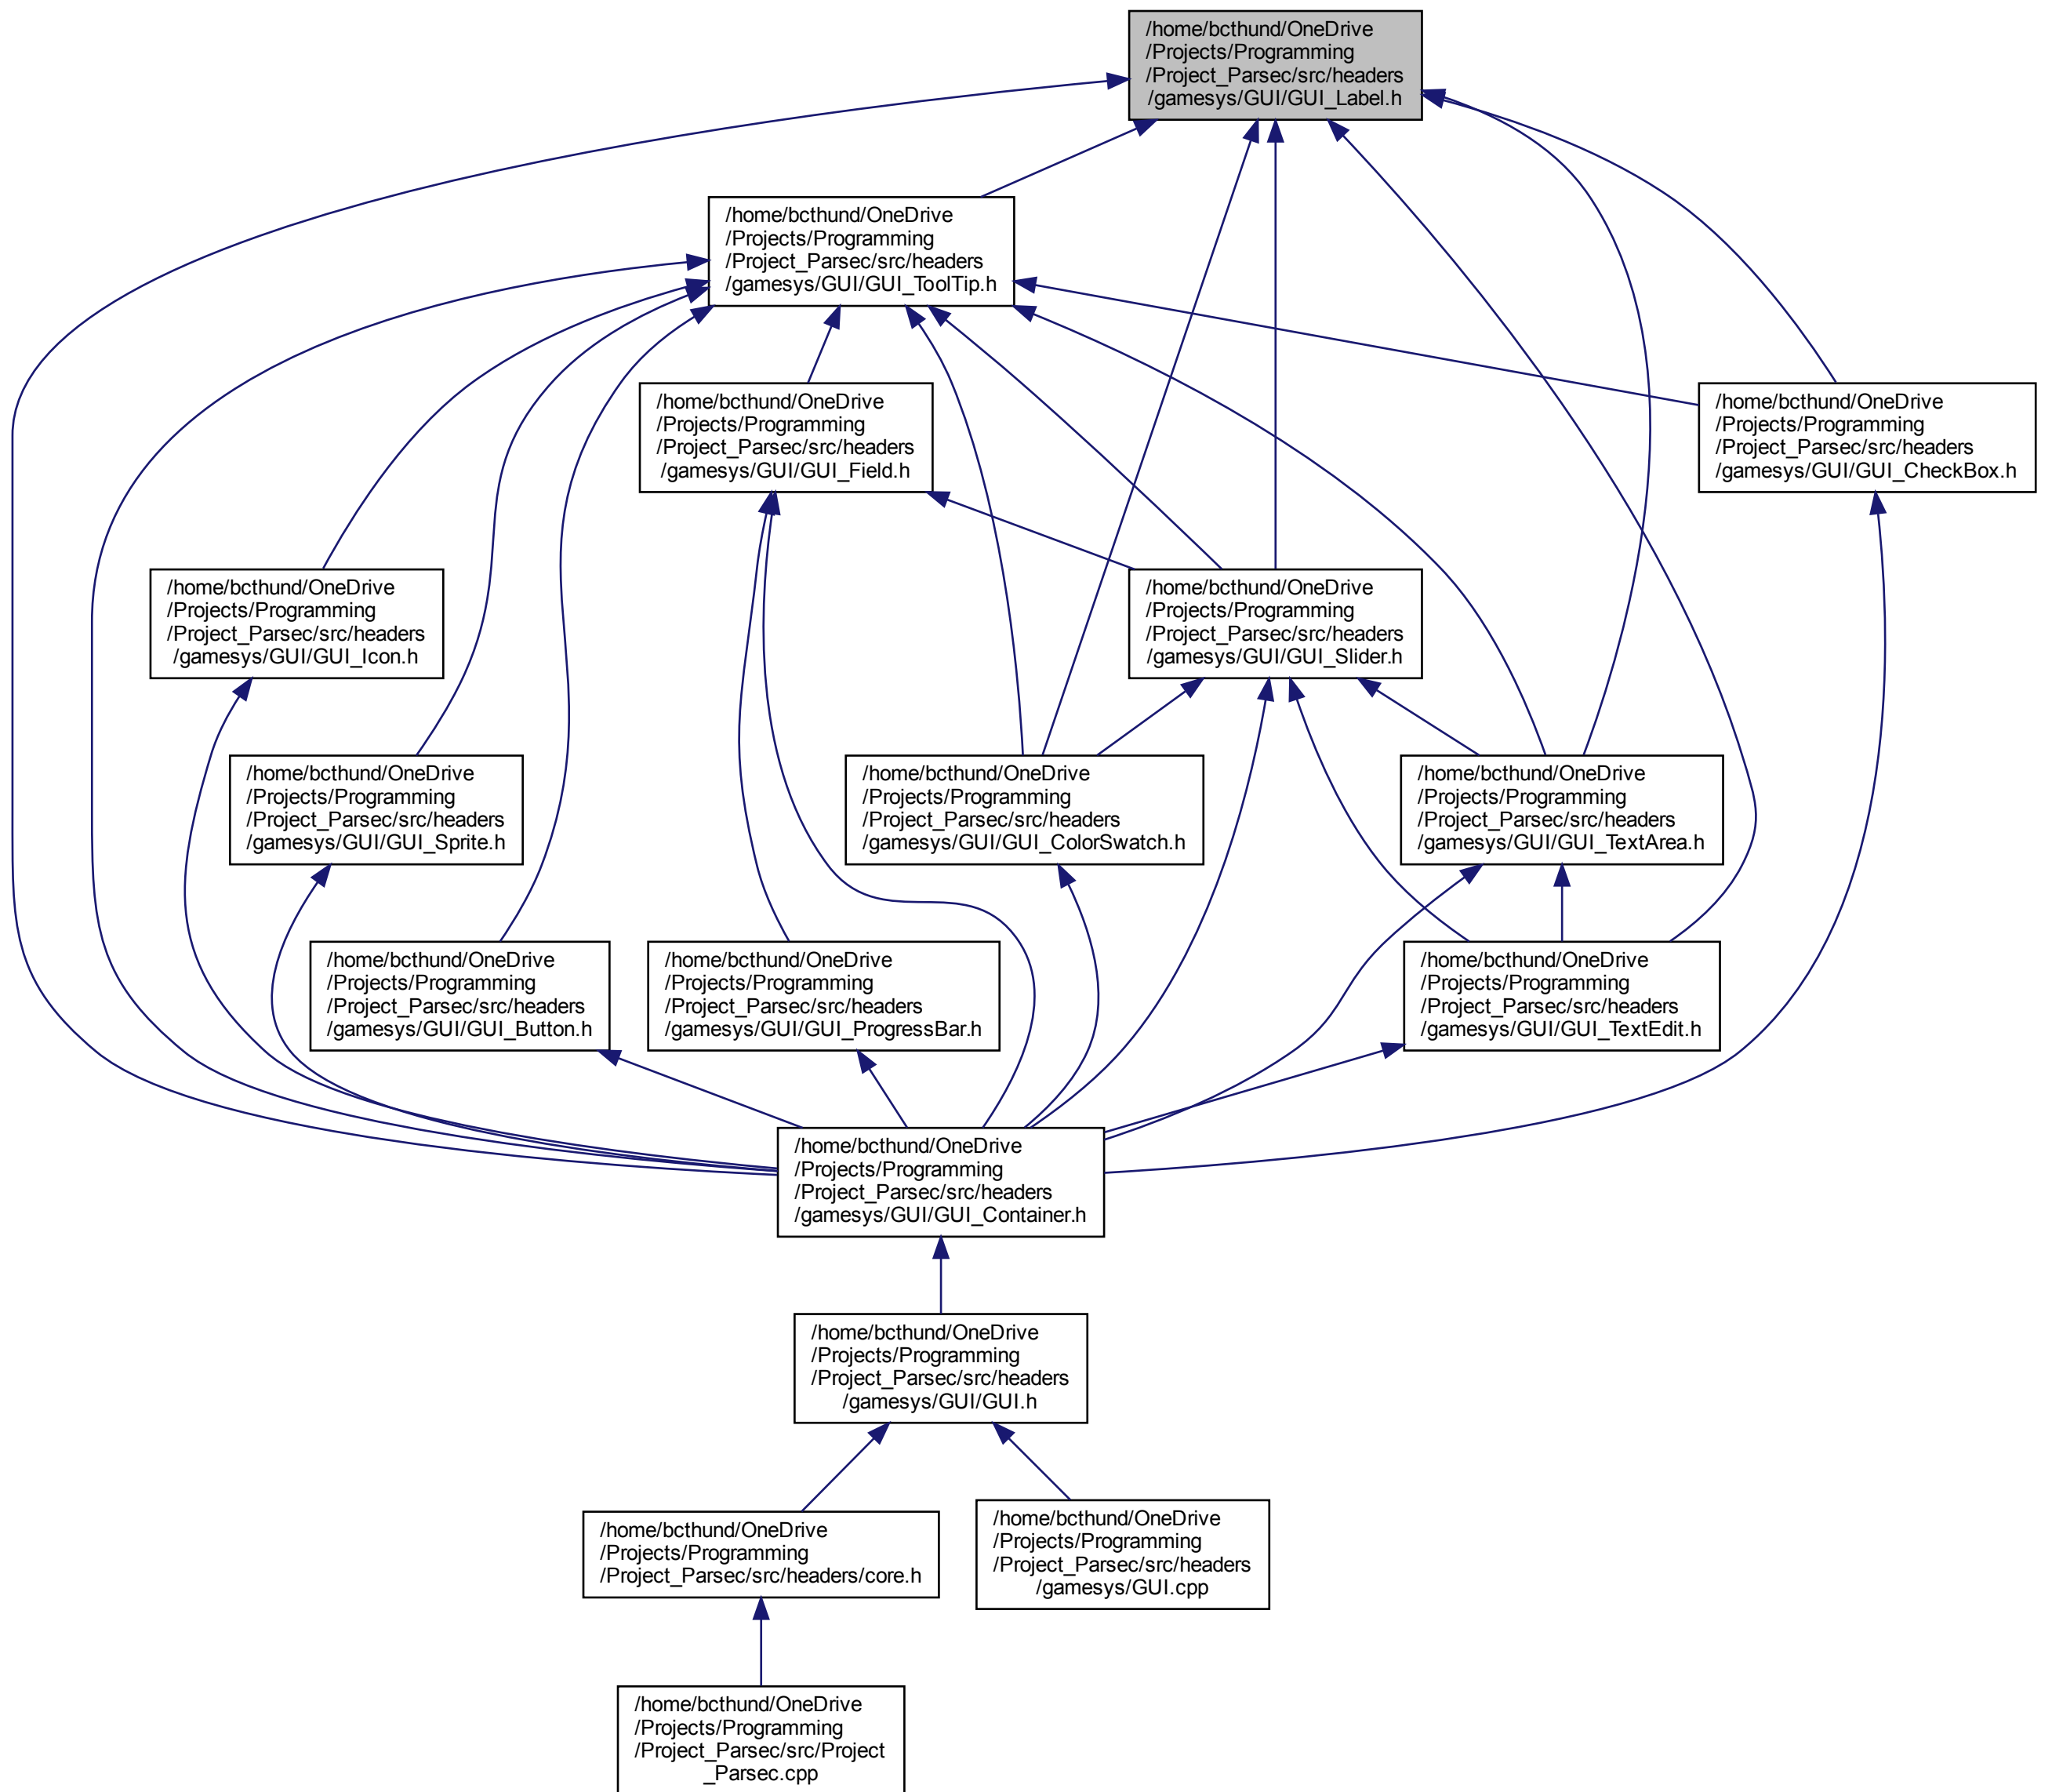 /home/bcthund/OneDrive
/Projects/Programming
/Project_Parsec/src/headers
/gamesys/GUI/GUI_Label.h
/home/bcthund/OneDrive
/Projects/Programming
/Project_Parsec/src/headers
/gamesys/GUI/GUI_ToolTip.h
/home/bcthund/OneDrive
/Projects/Programming
/Project_Parsec/src/headers
/gamesys/GUI/GUI_Field.h
/home/bcthund/OneDrive
/Projects/Programming
/Project_Parsec/src/headers
/gamesys/GUI/GUI_CheckBox.h
/home/bcthund/OneDrive
/Projects/Programming
/Project_Parsec/src/headers
/gamesys/GUI/GUI_Icon.h
/home/bcthund/OneDrive
/Projects/Programming
/Project_Parsec/src/headers
/gamesys/GUI/GUI_Slider.h
/home/bcthund/OneDrive
/Projects/Programming
/Project_Parsec/src/headers
/gamesys/GUI/GUI_Sprite.h
/home/bcthund/OneDrive
/Projects/Programming
/Project_Parsec/src/headers
/gamesys/GUI/GUI_ColorSwatch.h
/home/bcthund/OneDrive
/Projects/Programming
/Project_Parsec/src/headers
/gamesys/GUI/GUI_TextArea.h
/home/bcthund/OneDrive
/Projects/Programming
/Project_Parsec/src/headers
/gamesys/GUI/GUI_Button.h
/home/bcthund/OneDrive
/Projects/Programming
/Project_Parsec/src/headers
/gamesys/GUI/GUI_ProgressBar.h
/home/bcthund/OneDrive
/Projects/Programming
/Project_Parsec/src/headers
/gamesys/GUI/GUI_TextEdit.h
/home/bcthund/OneDrive
/Projects/Programming
/Project_Parsec/src/headers
/gamesys/GUI/GUI_Container.h
/home/bcthund/OneDrive
/Projects/Programming
/Project_Parsec/src/headers
/gamesys/GUI/GUI.h
/home/bcthund/OneDrive
/Projects/Programming
/Project_Parsec/src/headers/core.h
/home/bcthund/OneDrive
/Projects/Programming
/Project_Parsec/src/headers
/gamesys/GUI.cpp
/home/bcthund/OneDrive
/Projects/Programming
/Project_Parsec/src/Project
_Parsec.cpp